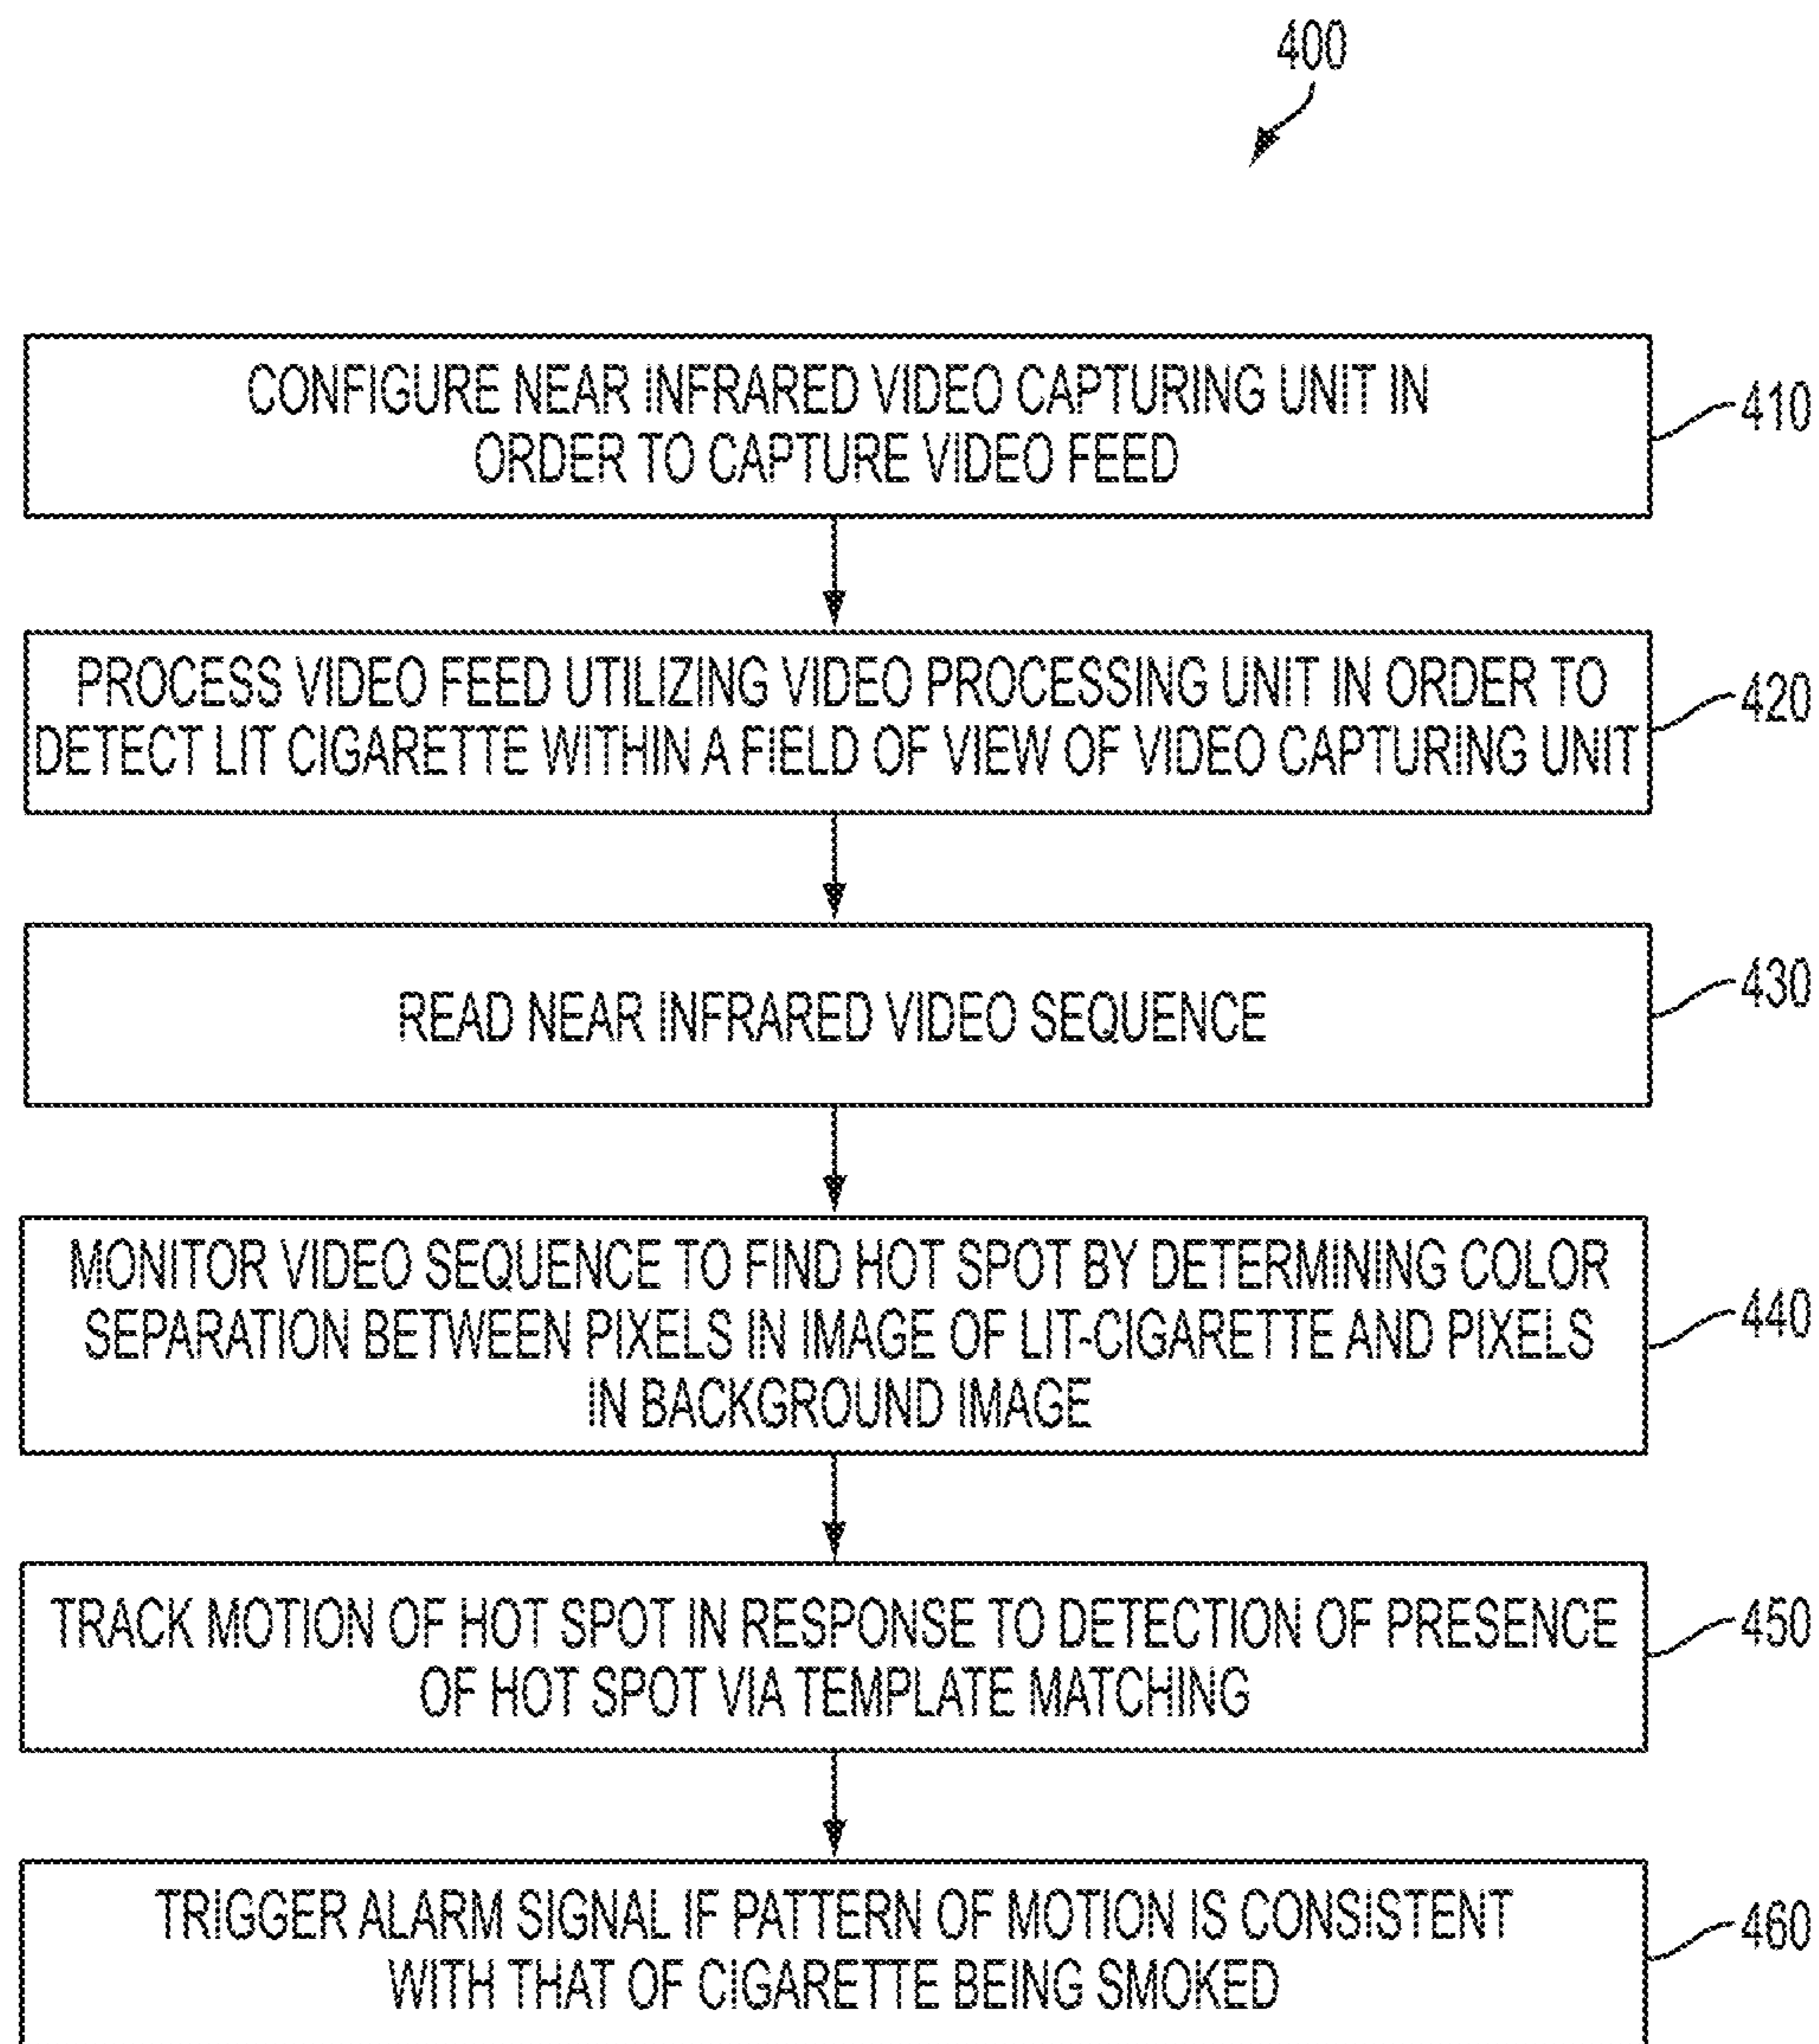 400
CONFIGURE NEAR INFRARED VIDEO CAPTURING UNIT IN
ORDER TO CAPTURE VIDEO FEED
410
PROCESS VIDEO FEED UTILIZING VIDEO PROCESSING UNIT IN ORDER TO
DETECT LIT CIGARETTE WITHIN A FIELD OF VIEW OF VIDEO CAPTURING UNIT
420
READ NEAR INFRARED VIDEO SEQUENCE
430
MONITOR VIDEO SEQUENCE TO FIND HOT SPOT BY DETERMINING COLOR
SEPARATION BETWEEN PIXELS IN IMAGE OF LIT-CIGARETTE AND PIXELS
IN BACKGROUND IMAGE
440
TRACK MOTION OF HOT SPOT IN RESPONSE TO DETECTION OF PRESENCE
OF HOT SPOT VIA TEMPLATE MATCHING
450
TRIGGER ALARM SIGNAL IF PATTERN OF MOTION IS CONSISTENT
WITH THAT OF CIGARETTE BEING SMOKED
460